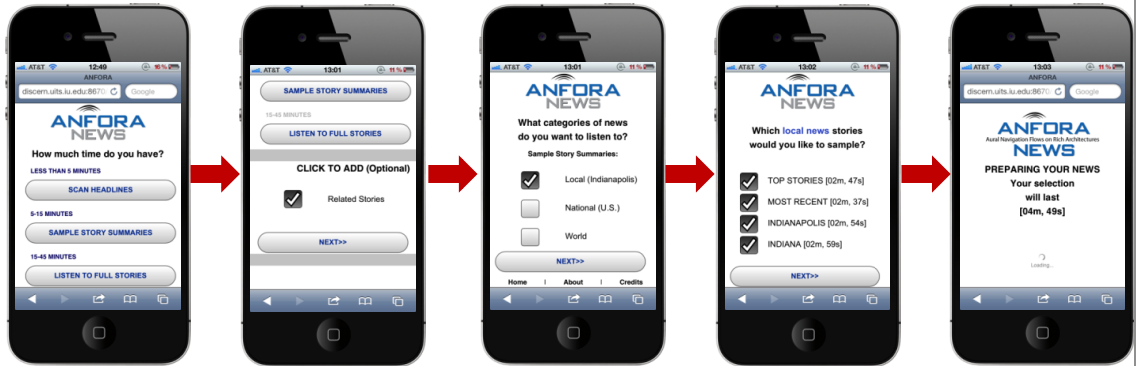 AT&T 12:49 10 %
ANFORA
discern.uits.iu.edu:8670 Google
ANFORA
NEWS
How much time do you have?
LESS THAN 5 MINUTES
SCAN HEADLINES
5-15 MINUTES
SAMPLE STORY SUMMARIES
15-45 MINUTES
LISTEN TO FULL STORIES
AT&T 13:01 11 %
SAMPLE STORY SUMMARIES
15-45 MINUTES
LISTEN TO FULL STORIES
CLICK TO ADD (Optional)
Related Stories
NEXT>>
AT&T 13:01 11 %
ANFORA
NEWS
What categories of news
do you want to listen to?
Sample Story Summaries:
Local (Indianapolis)
National (U.S.)
World
NEXT>>
Home | About | Credits
AT&T 13:02 11 %
ANFORA
NEWS
Which local news stories
would you like to sample?
TOP STORIES [02m, 47s]
MOST RECENT [02m, 37s]
INDIANAPOLIS [02m, 54s]
INDIANA [02m, 59s]
NEXT>>
AT&T 13:03 11 %
ANFORA
discern.uits.iu.edu:8670 Google
ANFORA
Aural Navigation Flows on Rich Architectures
NEWS
PREPARING YOUR NEWS
Your selection
will last
[04m, 49s]
Loading...